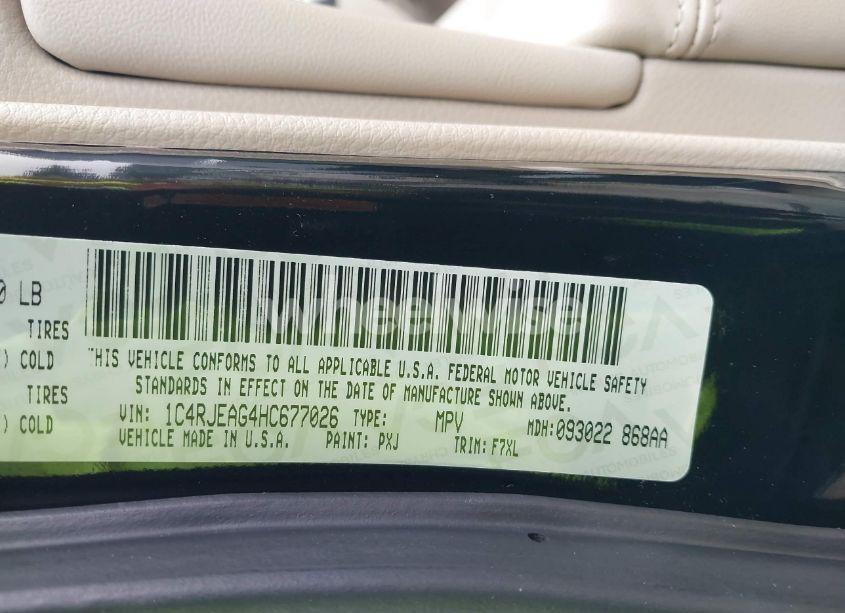 0 LB
TIRES
) COLD
TIRES
) COLD
wheelwise
THIS VEHICLE CONFORMS TO ALL APPLICABLE U.S.A. FEDERAL MOTOR VEHICLE SAFETY
STANDARDS IN EFFECT ON THE DATE OF MANUFACTURE SHOWN ABOVE.
VIN: 1C4RJEAG4HC677026 TYPE: MPV MDH:093022 868AA
VEHICLE MADE IN U.S.A. PAINT: PXJ TRIM: F7XL